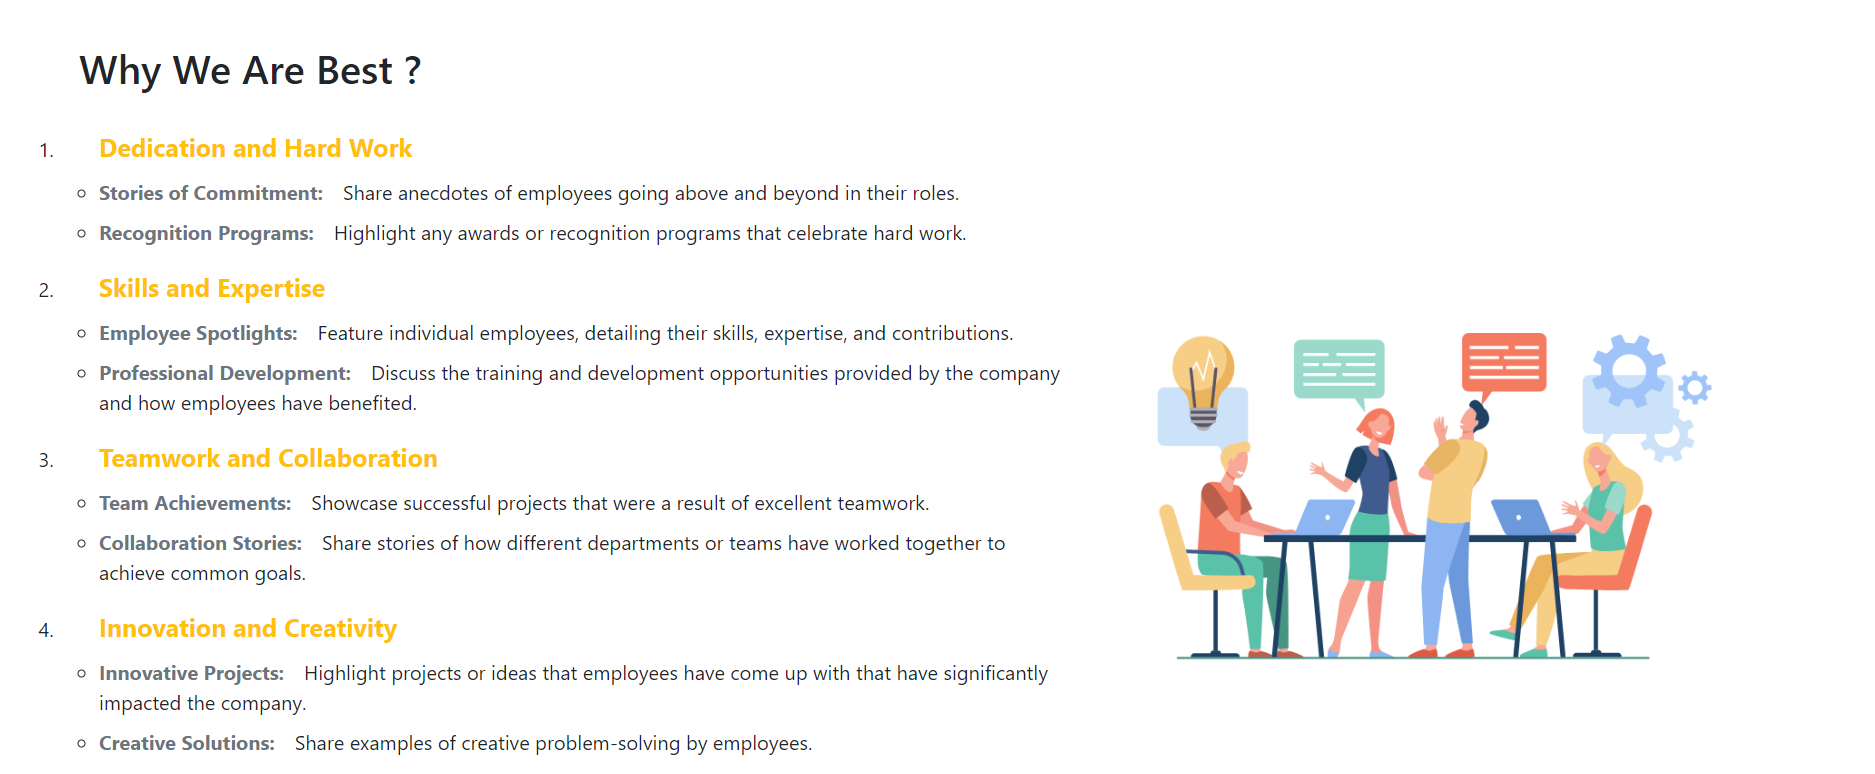 Why We Are Best ?
1. Dedication and Hard Work
Stories of Commitment: Share anecdotes of employees going above and beyond in their roles.
Recognition Programs: Highlight any awards or recognition programs that celebrate hard work.
2. Skills and Expertise
Employee Spotlights: Feature individual employees, detailing their skills, expertise, and contributions.
Professional Development: Discuss the training and development opportunities provided by the company
and how employees have benefited.
3. Teamwork and Collaboration
Team Achievements: Showcase successful projects that were a result of excellent teamwork.
Collaboration Stories: Share stories of how different departments or teams have worked together to
achieve common goals.
4. Innovation and Creativity
Innovative Projects: Highlight projects or ideas that employees have come up with that have significantly
impacted the company.
Creative Solutions: Share examples of creative problem-solving by employees.